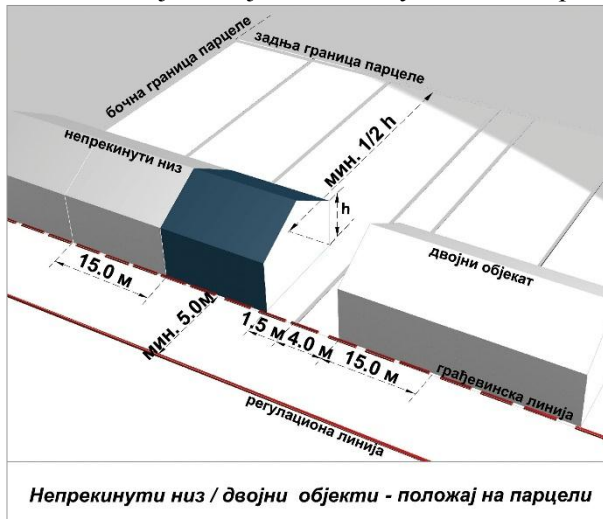 задња граница парцеле
бочна граница парцеле
непрекинути низ
мин. 1/2 h
h
двојни објекат
15.0 м
мин. 5.0м
1.5 м
4.0 м
15.0 м
грађевинска линија
регулациона линија
Непрекинути низ / двојни објекти - положај на парцели